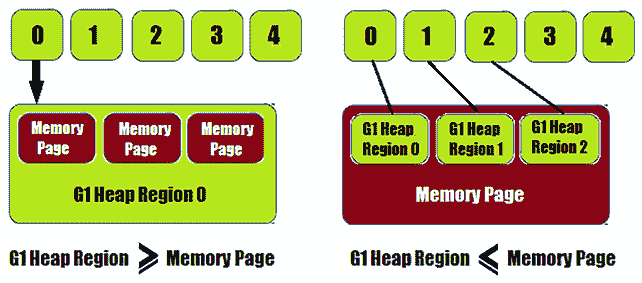 0 1 2 3 4
Memory Page
Memory Page
Memory Page
G1 Heap Region 0
G1 Heap Region ⩾ Memory Page
0 1 2 3 4
G1 Heap Region 0
G1 Heap Region 1
G1 Heap Region 2
Memory Page
G1 Heap Region ⩽ Memory Page